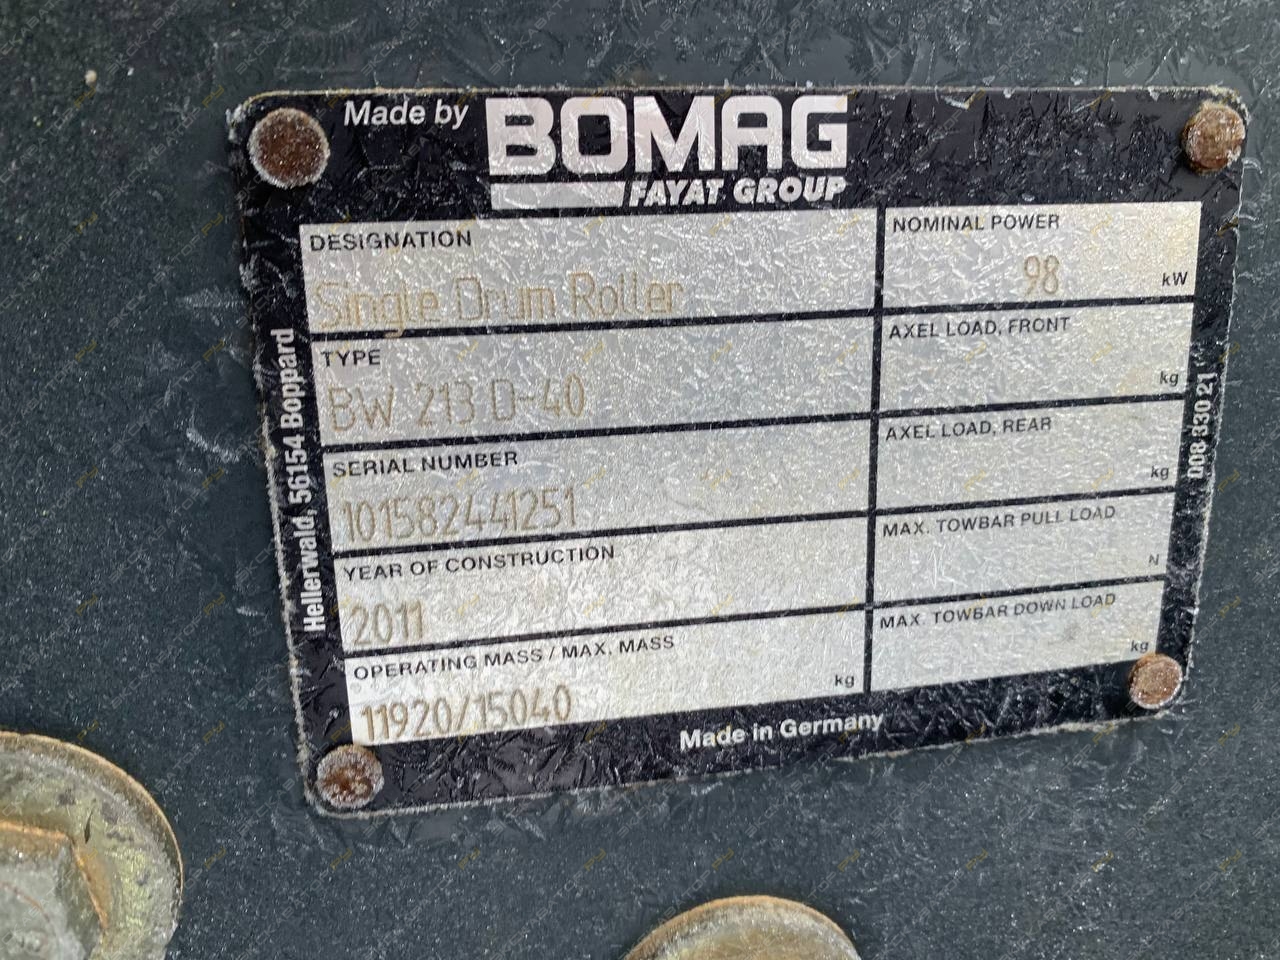 Made by BOMAG
FAYAT GROUP
DESIGNATION
Single Drum Roller
TYPE
BW 213 D-40
SERIAL NUMBER
101582441251
YEAR OF CONSTRUCTION
2011
OPERATING MASS / MAX. MASS
kg
11920/15040
NOMINAL POWER
98
kW
AXEL LOAD, FRONT
kg
AXEL LOAD, REAR
kg
MAX. TOWBAR PULL LOAD
N
MAX. TOWBAR DOWN LOAD
kg
Made in Germany
Hellerwald, 56154 Boppard
008 330 21